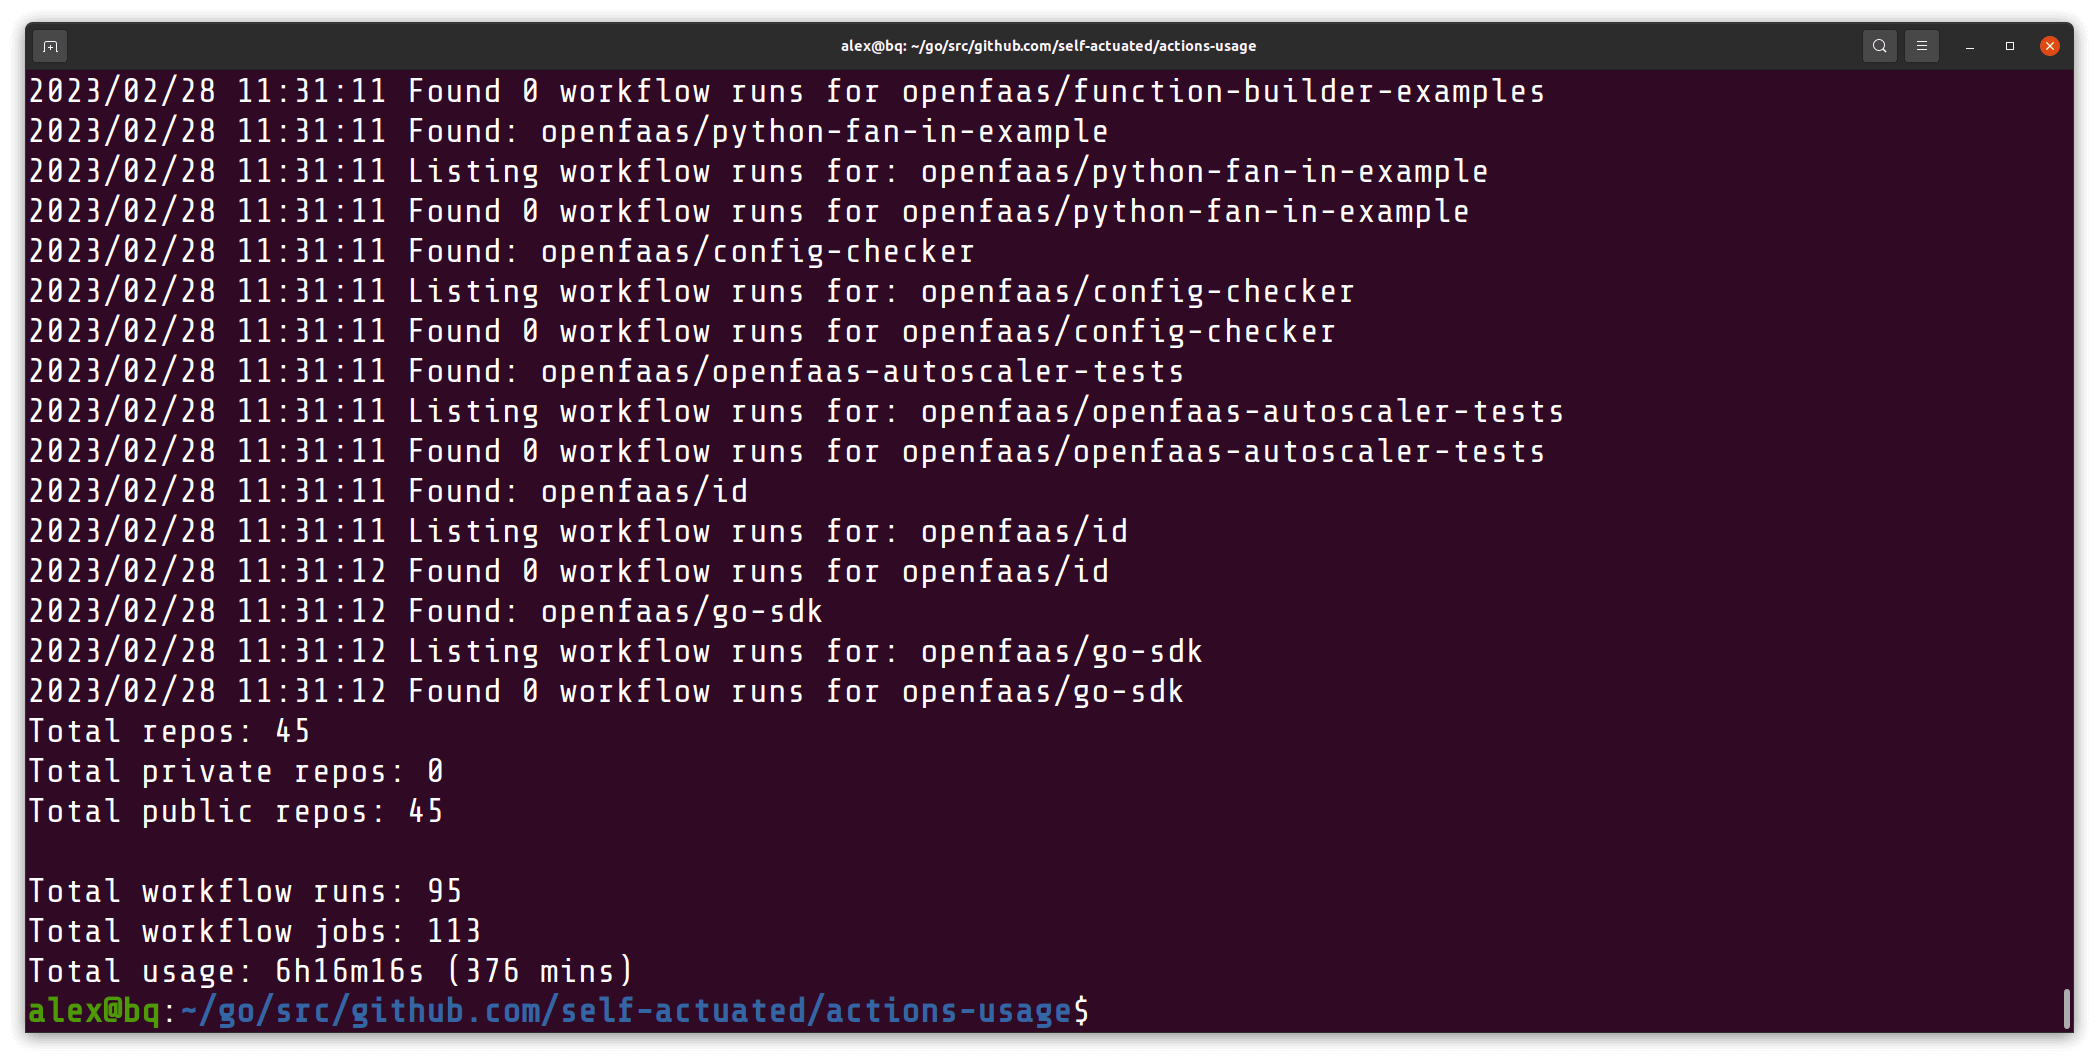 alex@bq: ~/go/src/github.com/self-actuated/actions-usage
2023/02/28 11:31:11 Found 0 workflow runs for openfaas/function-builder-examples
2023/02/28 11:31:11 Found: openfaas/python-fan-in-example
2023/02/28 11:31:11 Listing workflow runs for: openfaas/python-fan-in-example
2023/02/28 11:31:11 Found 0 workflow runs for openfaas/python-fan-in-example
2023/02/28 11:31:11 Found: openfaas/config-checker
2023/02/28 11:31:11 Listing workflow runs for: openfaas/config-checker
2023/02/28 11:31:11 Found 0 workflow runs for openfaas/config-checker
2023/02/28 11:31:11 Found: openfaas/openfaas-autoscaler-tests
2023/02/28 11:31:11 Listing workflow runs for: openfaas/openfaas-autoscaler-tests
2023/02/28 11:31:11 Found 0 workflow runs for openfaas/openfaas-autoscaler-tests
2023/02/28 11:31:11 Found: openfaas/id
2023/02/28 11:31:11 Listing workflow runs for: openfaas/id
2023/02/28 11:31:12 Found 0 workflow runs for openfaas/id
2023/02/28 11:31:12 Found: openfaas/go-sdk
2023/02/28 11:31:12 Listing workflow runs for: openfaas/go-sdk
2023/02/28 11:31:12 Found 0 workflow runs for openfaas/go-sdk
Total repos: 45
Total private repos: 0
Total public repos: 45
Total workflow runs: 95
Total workflow jobs: 113
Total usage: 6h16m16s (376 mins)
alex@bq:~/go/src/github.com/self-actuated/actions-usage$